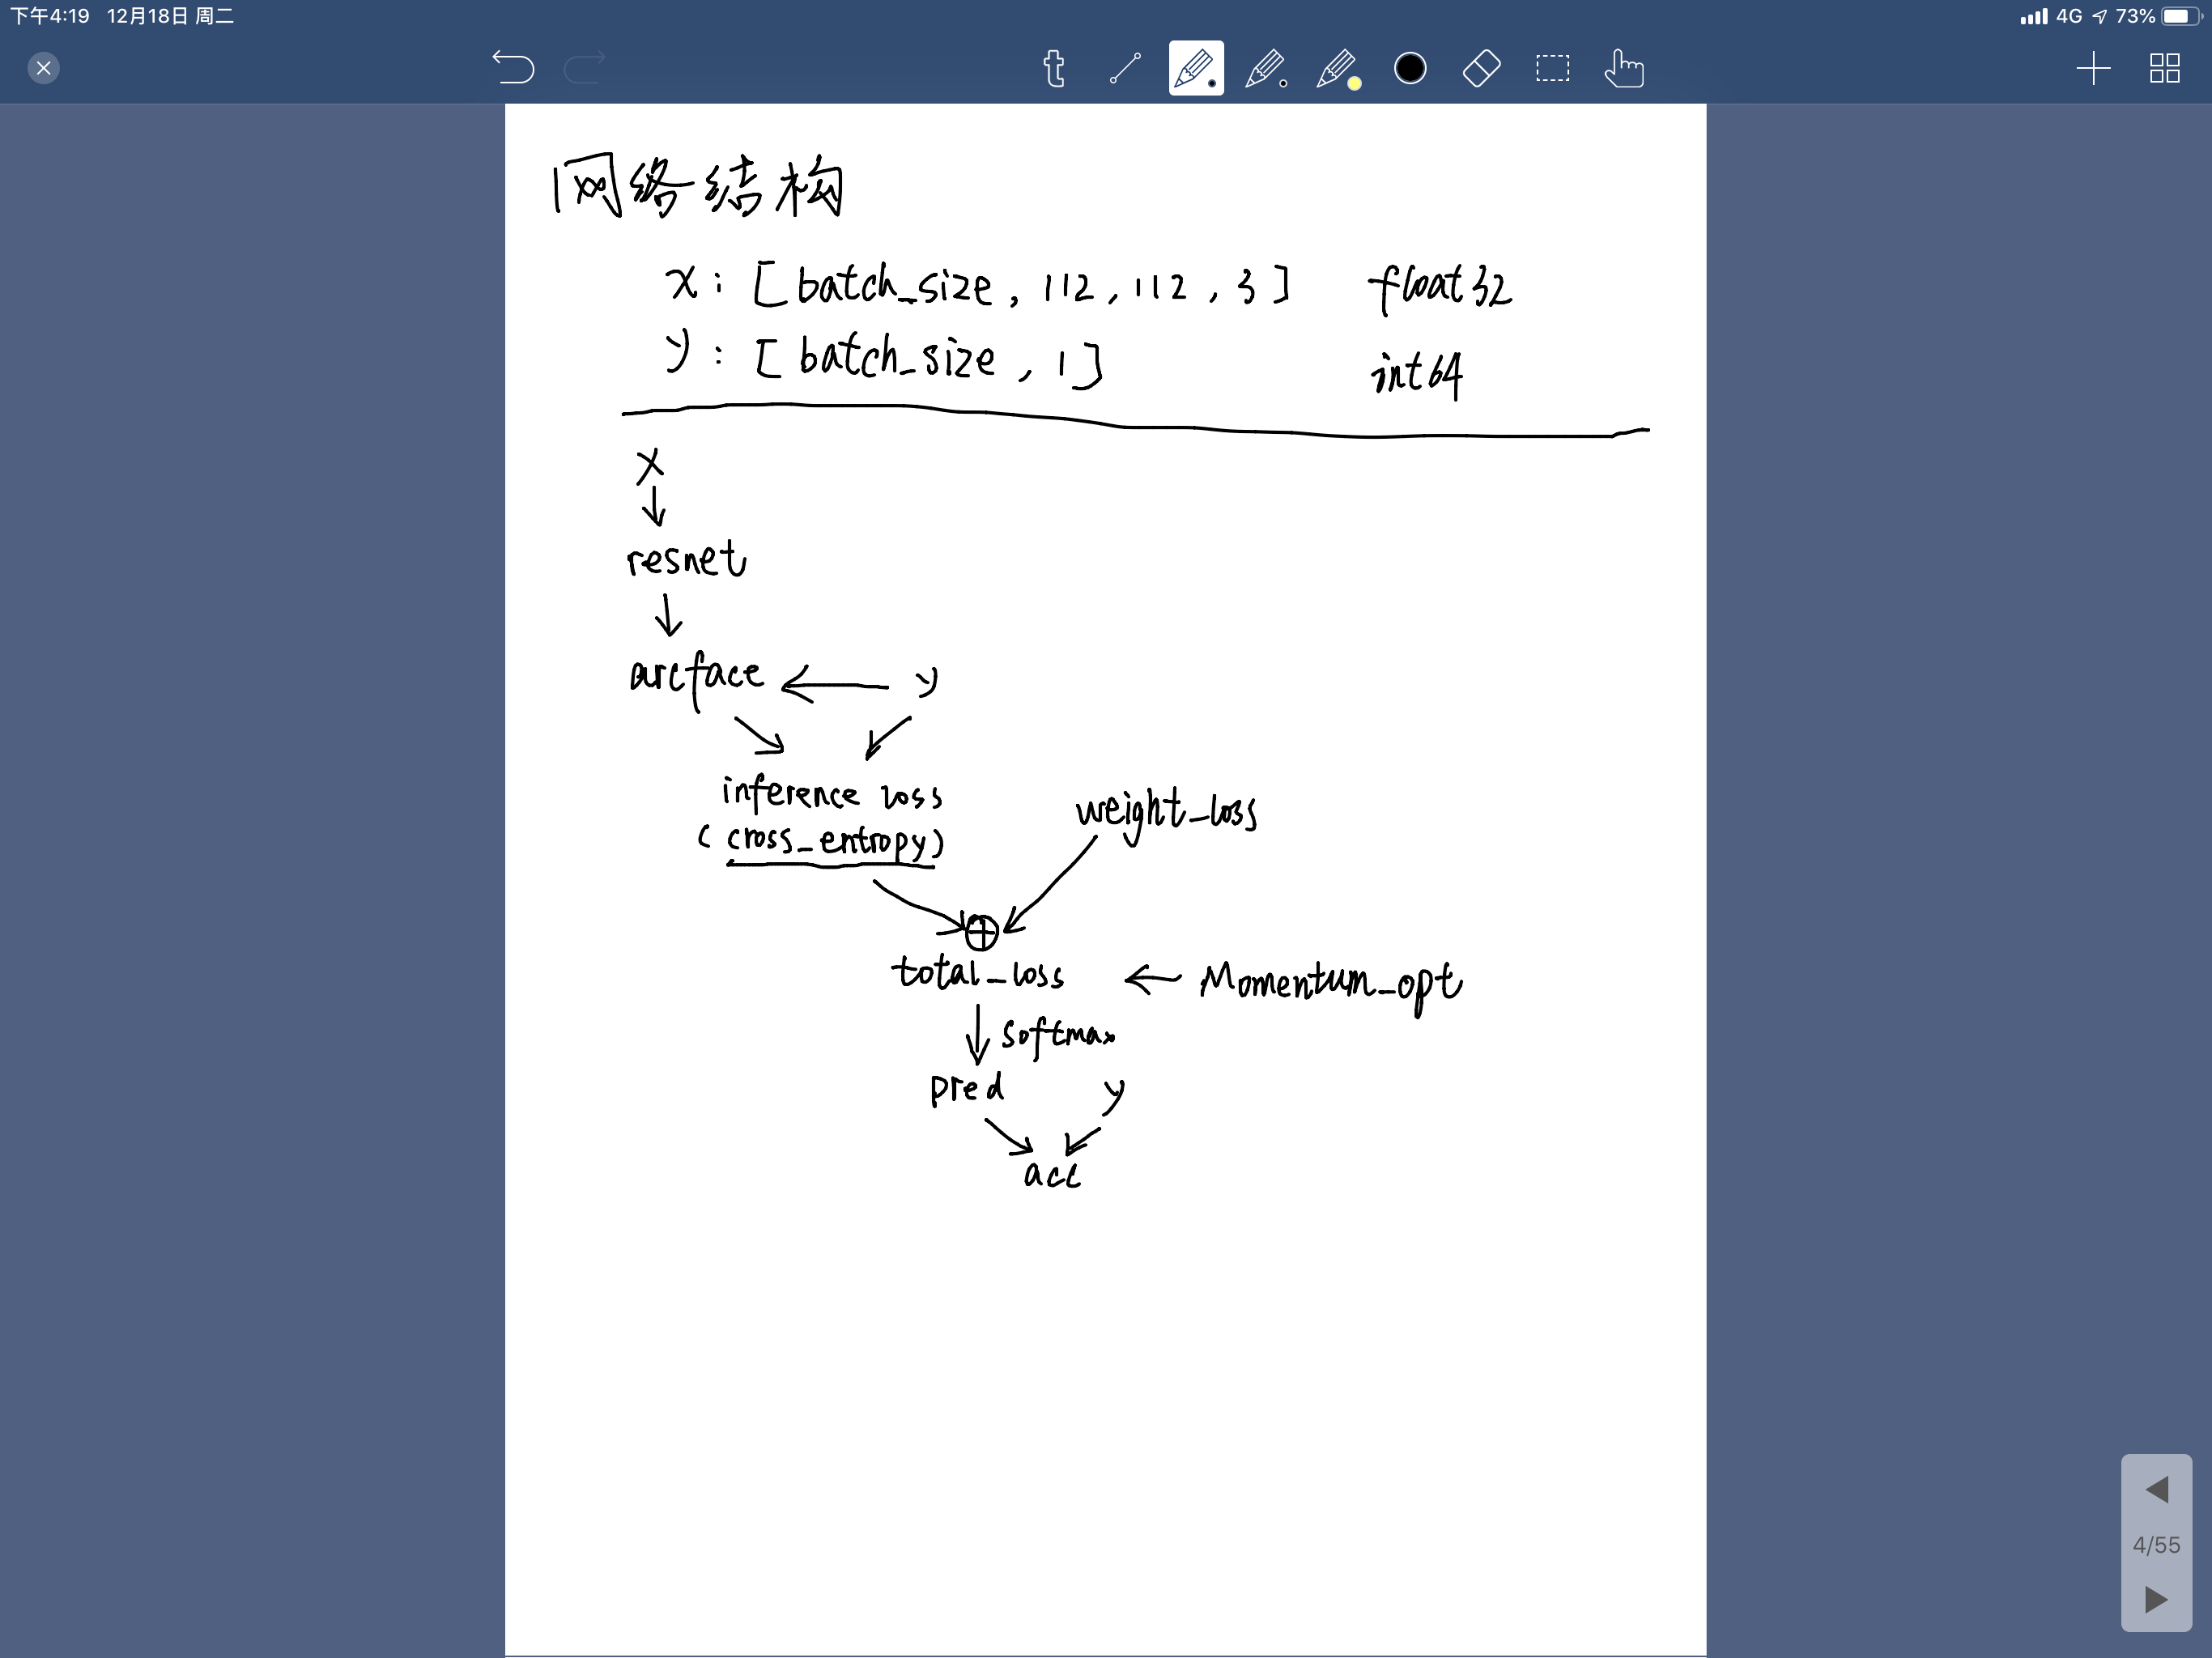 下午4:19 12月18日 周二
4G 73%
t
网络结构
x: [batch_size, 112, 112, 3] float32
y: [batch_size, 1] int64
x
resnet
arcface y
inference loss
(cross_entropy)
weight_loss
total_loss Momentum_opt
softmax
pred y
acc
4/55